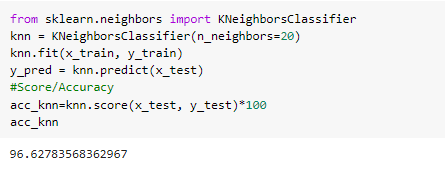 from sklearn.neighbors import KNeighborsClassifier
knn = KNeighborsClassifier(n_neighbors=20)
knn.fit(x_train, y_train)
y_pred = knn.predict(x_test)
#Score/Accuracy
acc_knn=knn.score(x_test, y_test)*100
acc_knn
96.62783568362967